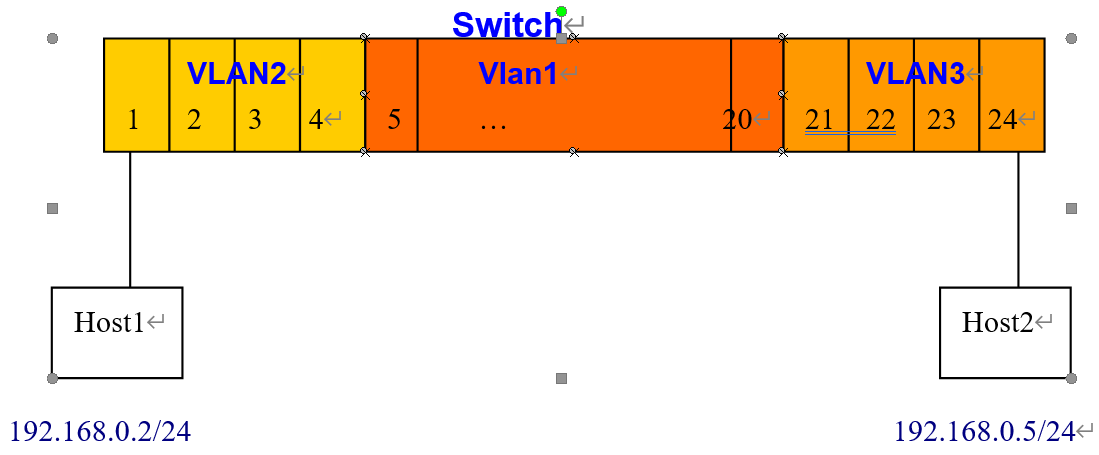 Switch
VLAN2 Vlan1 VLAN3
1 2 3 4 5 ... 20 21 22 23 24
Host1 Host2
192.168.0.2/24 192.168.0.5/24